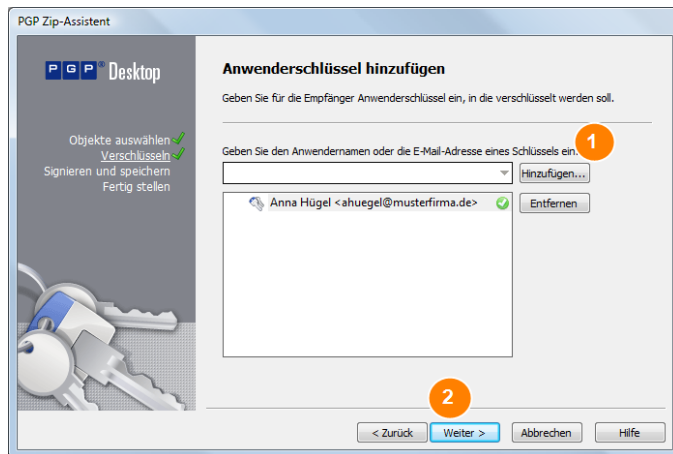 PGP Zip-Assistent
PGP® Desktop
Objekte auswählen
Verschlüsseln
Signieren und speichern
Fertig stellen
Anwenderschlüssel hinzufügen
Geben Sie für die Empfänger Anwenderschlüssel ein, in die verschlüsselt werden soll.
Geben Sie den Anwendernamen oder die E-Mail-Adresse eines Schlüssels ein.
1
Hinzufügen...
Anna Hügel <ahuegel@musterfirma.de>
Entfernen
2
< Zurück
Weiter >
Abbrechen
Hilfe